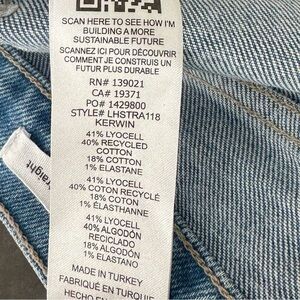 SCAN HERE TO SEE HOW I'M
BUILDING A MORE
SUSTAINABLE FUTURE
SCANNEZ ICI POUR DÉCOUVRIR
COMMENT JE CONSTRUIS UN
FUTUR PLUS DURABLE
RN# 139021
CA# 19371
PO# 1429800
STYLE# LHSTRA118
KERWIN
41% LYOCELL
40% RECYCLED
COTTON
18% COTTON
1% ELASTANE
41% LYOCELL
40% COTON RECYCLÉ
18% COTON
1% ÉLASTHANNE
41% LYOCELL
40% ALGODÓN
RECICLADO
18% ALGODÓN
1% ELASTANO
MADE IN TURKEY
FABRIQUÉ EN TURQUIE
HECHO EN
raight